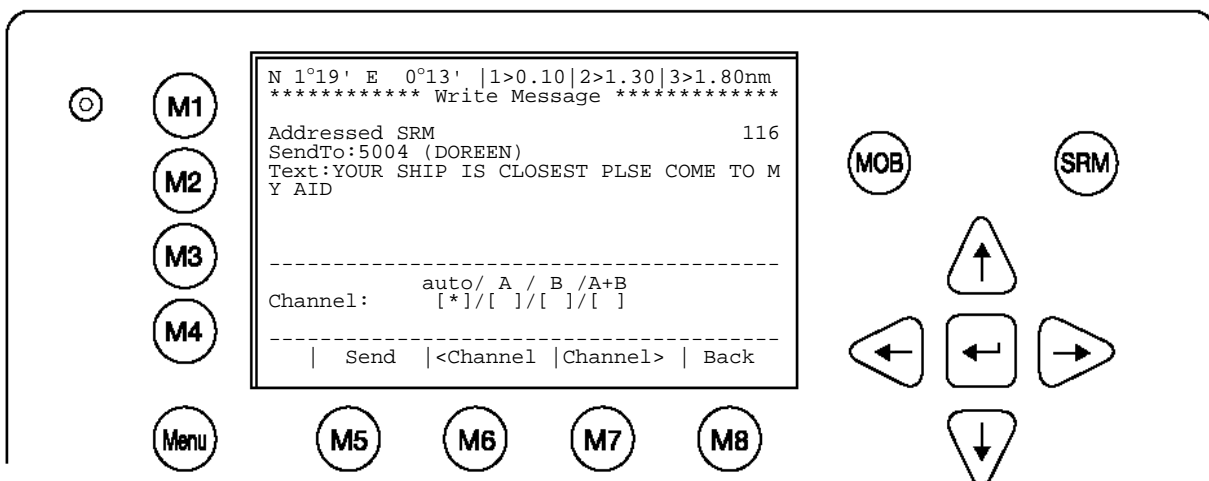 N 1°19' E  0°13' |1>0.10|2>1.30|3>1.80nm
************ Write Message *************
Addressed SRM                        116
SendTo:5004 (DOREEN)
Text:YOUR SHIP IS CLOSEST PLSE COME TO M
Y AID
----------------------------------------
auto/ A / B /A+B
Channel:     [*]/[ ]/[ ]/[ ]
----------------------------------------
| Send |<Channel |Channel> | Back
M1
M2
M3
M4
Menu
M5 M6 M7 M8
MOB SRM